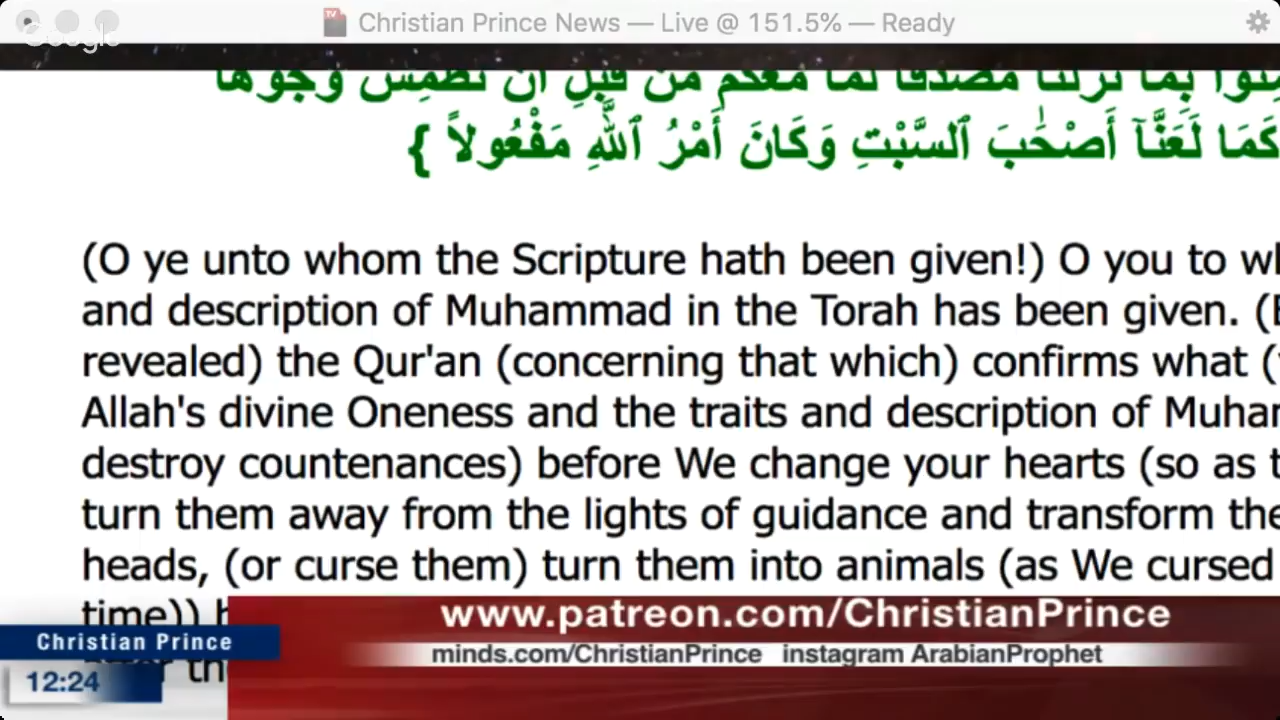 Christian Prince News — Live @ 151.5% — Ready
Google
بِمَا نَزَّلْنَا مُصَدِّقًا لِّمَا مَعَكُمْ مِّن قَبْلِ أَن نَّطْمِسَ وُجُوهًا
كَمَا لَعَنَّآ أَصْحَٰبَ ٱلسَّبْتِ وَكَانَ أَمْرُ ٱللَّهِ مَفْعُولاً }
(O ye unto whom the Scripture hath been given!) O you to
and description of Muhammad in the Torah has been given. (
revealed) the Qur'an (concerning that which) confirms what (
Allah's divine Oneness and the traits and description of
destroy countenances) before We change your hearts (so as
turn them away from the lights of guidance and transform
heads, (or curse them) turn them into animals (as We cursed
time))
www.patreon.com/ChristianPrince
Christian Prince
minds.com/ChristianPrince instagram ArabianProphet
12:24